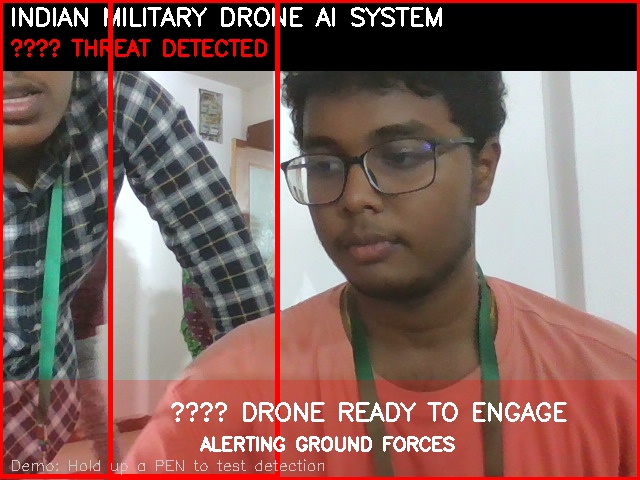 INDIAN MILITARY DRONE AI SYSTEM
???? THREAT DETECTED
???? DRONE READY TO ENGAGE
ALERTING GROUND FORCES
Demo: Hold up a PEN to test detection